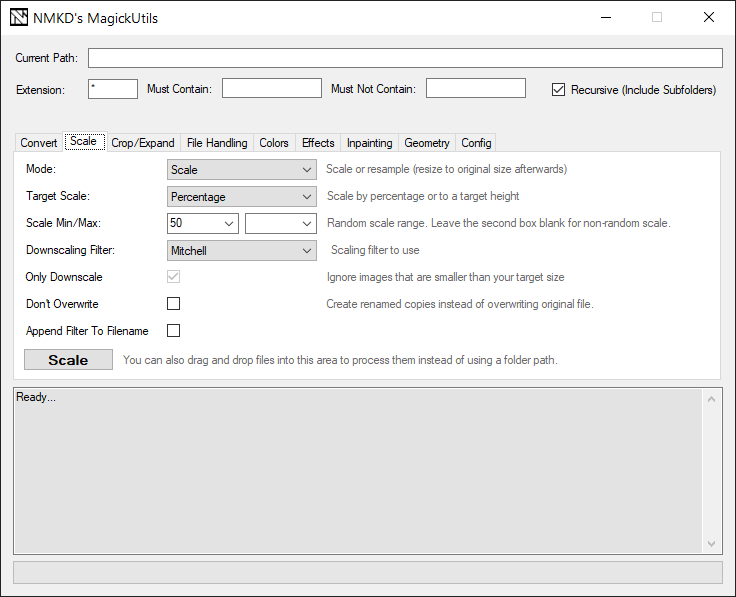 NMKD's MagickUtils
Current Path:
Extension: * Must Contain: Must Not Contain: Recursive (Include Subfolders)
Convert Scale Crop/Expand File Handling Colors Effects Inpainting Geometry Config
Mode: Scale Scale or resample (resize to original size afterwards)
Target Scale: Percentage Scale by percentage or to a target height
Scale Min/Max: 50 Random scale range. Leave the second box blank for non-random scale.
Downscaling Filter: Mitchell Scaling filter to use
Only Downscale Ignore images that are smaller than your target size
Don't Overwrite Create renamed copies instead of overwriting original file.
Append Filter To Filename
Scale You can also drag and drop files into this area to process them instead of using a folder path.
Ready...